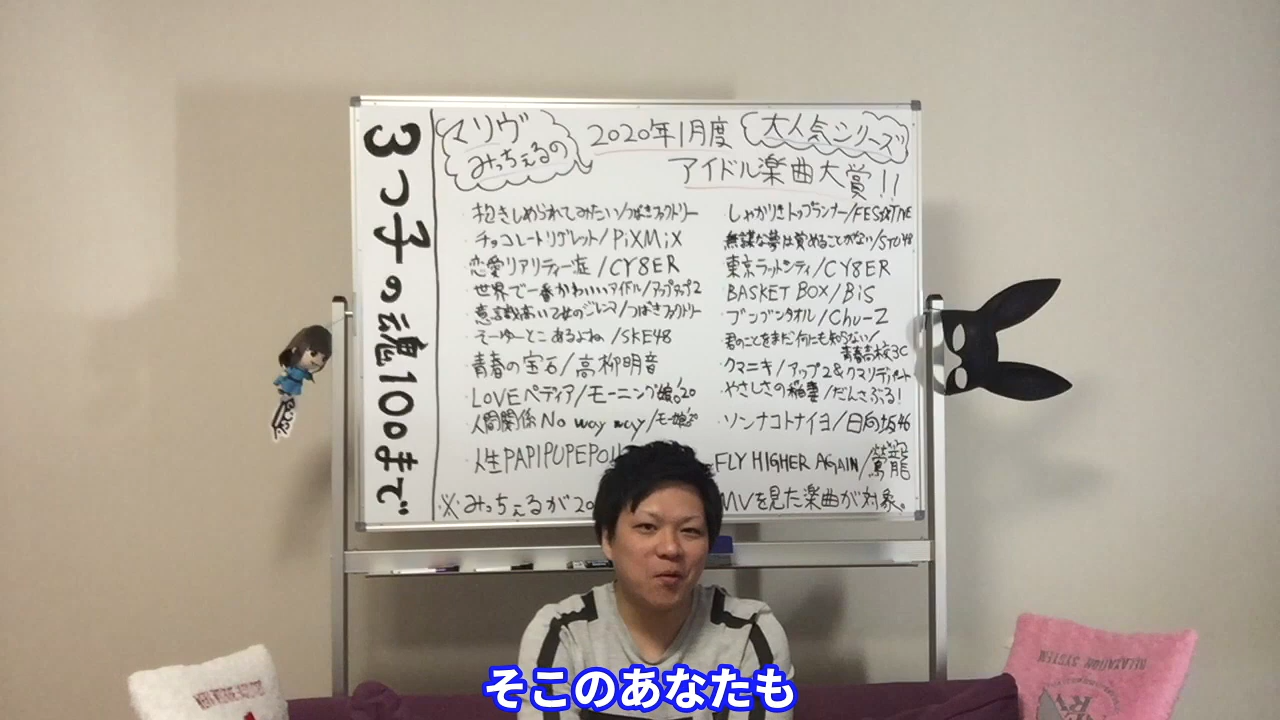 3つ子の魂100まで
マリヴ
みっちぇるの
2020年1月度
大人気シリーズ
アイドル楽曲大賞!!
・抱きしめられてみたい/つばきファクトリー
・チョコレートリグレット/PiXMiX
・恋愛リアリティー症/CY8ER
・世界で一番かわいいアイドル/アップアップ2
・意識高い乙女のジレンマ/つばきファクトリー
・そーゆーとこあるよね/SKE48
・青春の宝石/高柳明音
・LOVEペディア/モーニング娘。'20
・人間関係No way way/モー娘。'20
・人生PAPIPUPEPO
・しゃかりきトップランナー/FES☆TIVE
・無謀な夢は覚めることがない/STU48
・東京ラットシティ/CY8ER
・BASKET BOX/BiS
・ブンブンタオル/Chu-Z
・君のことをまだ何にも知らない/
青春高校3C
・クマニキ/アップ2&クマリデパート
・やさしさの稲妻/だんさぶる!
・ソンナコトナイヨ/日向坂46
FLY HIGHER AGAIN/鶯籠
※みっちぇるが20
MVを見た楽曲が対象。
RELAXATION SYSTEM
そこのあなたも